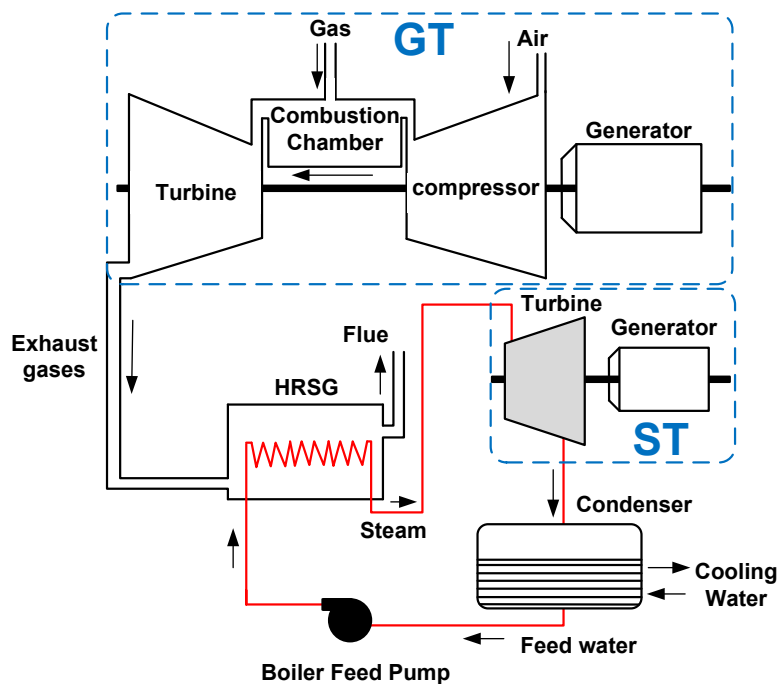 Gas
GT
Air
Combustion
Chamber
Generator
Turbine
compressor
Turbine
Generator
Exhaust
gases
Flue
HRSG
ST
Steam
Condenser
Cooling
Water
Feed water
Boiler Feed Pump